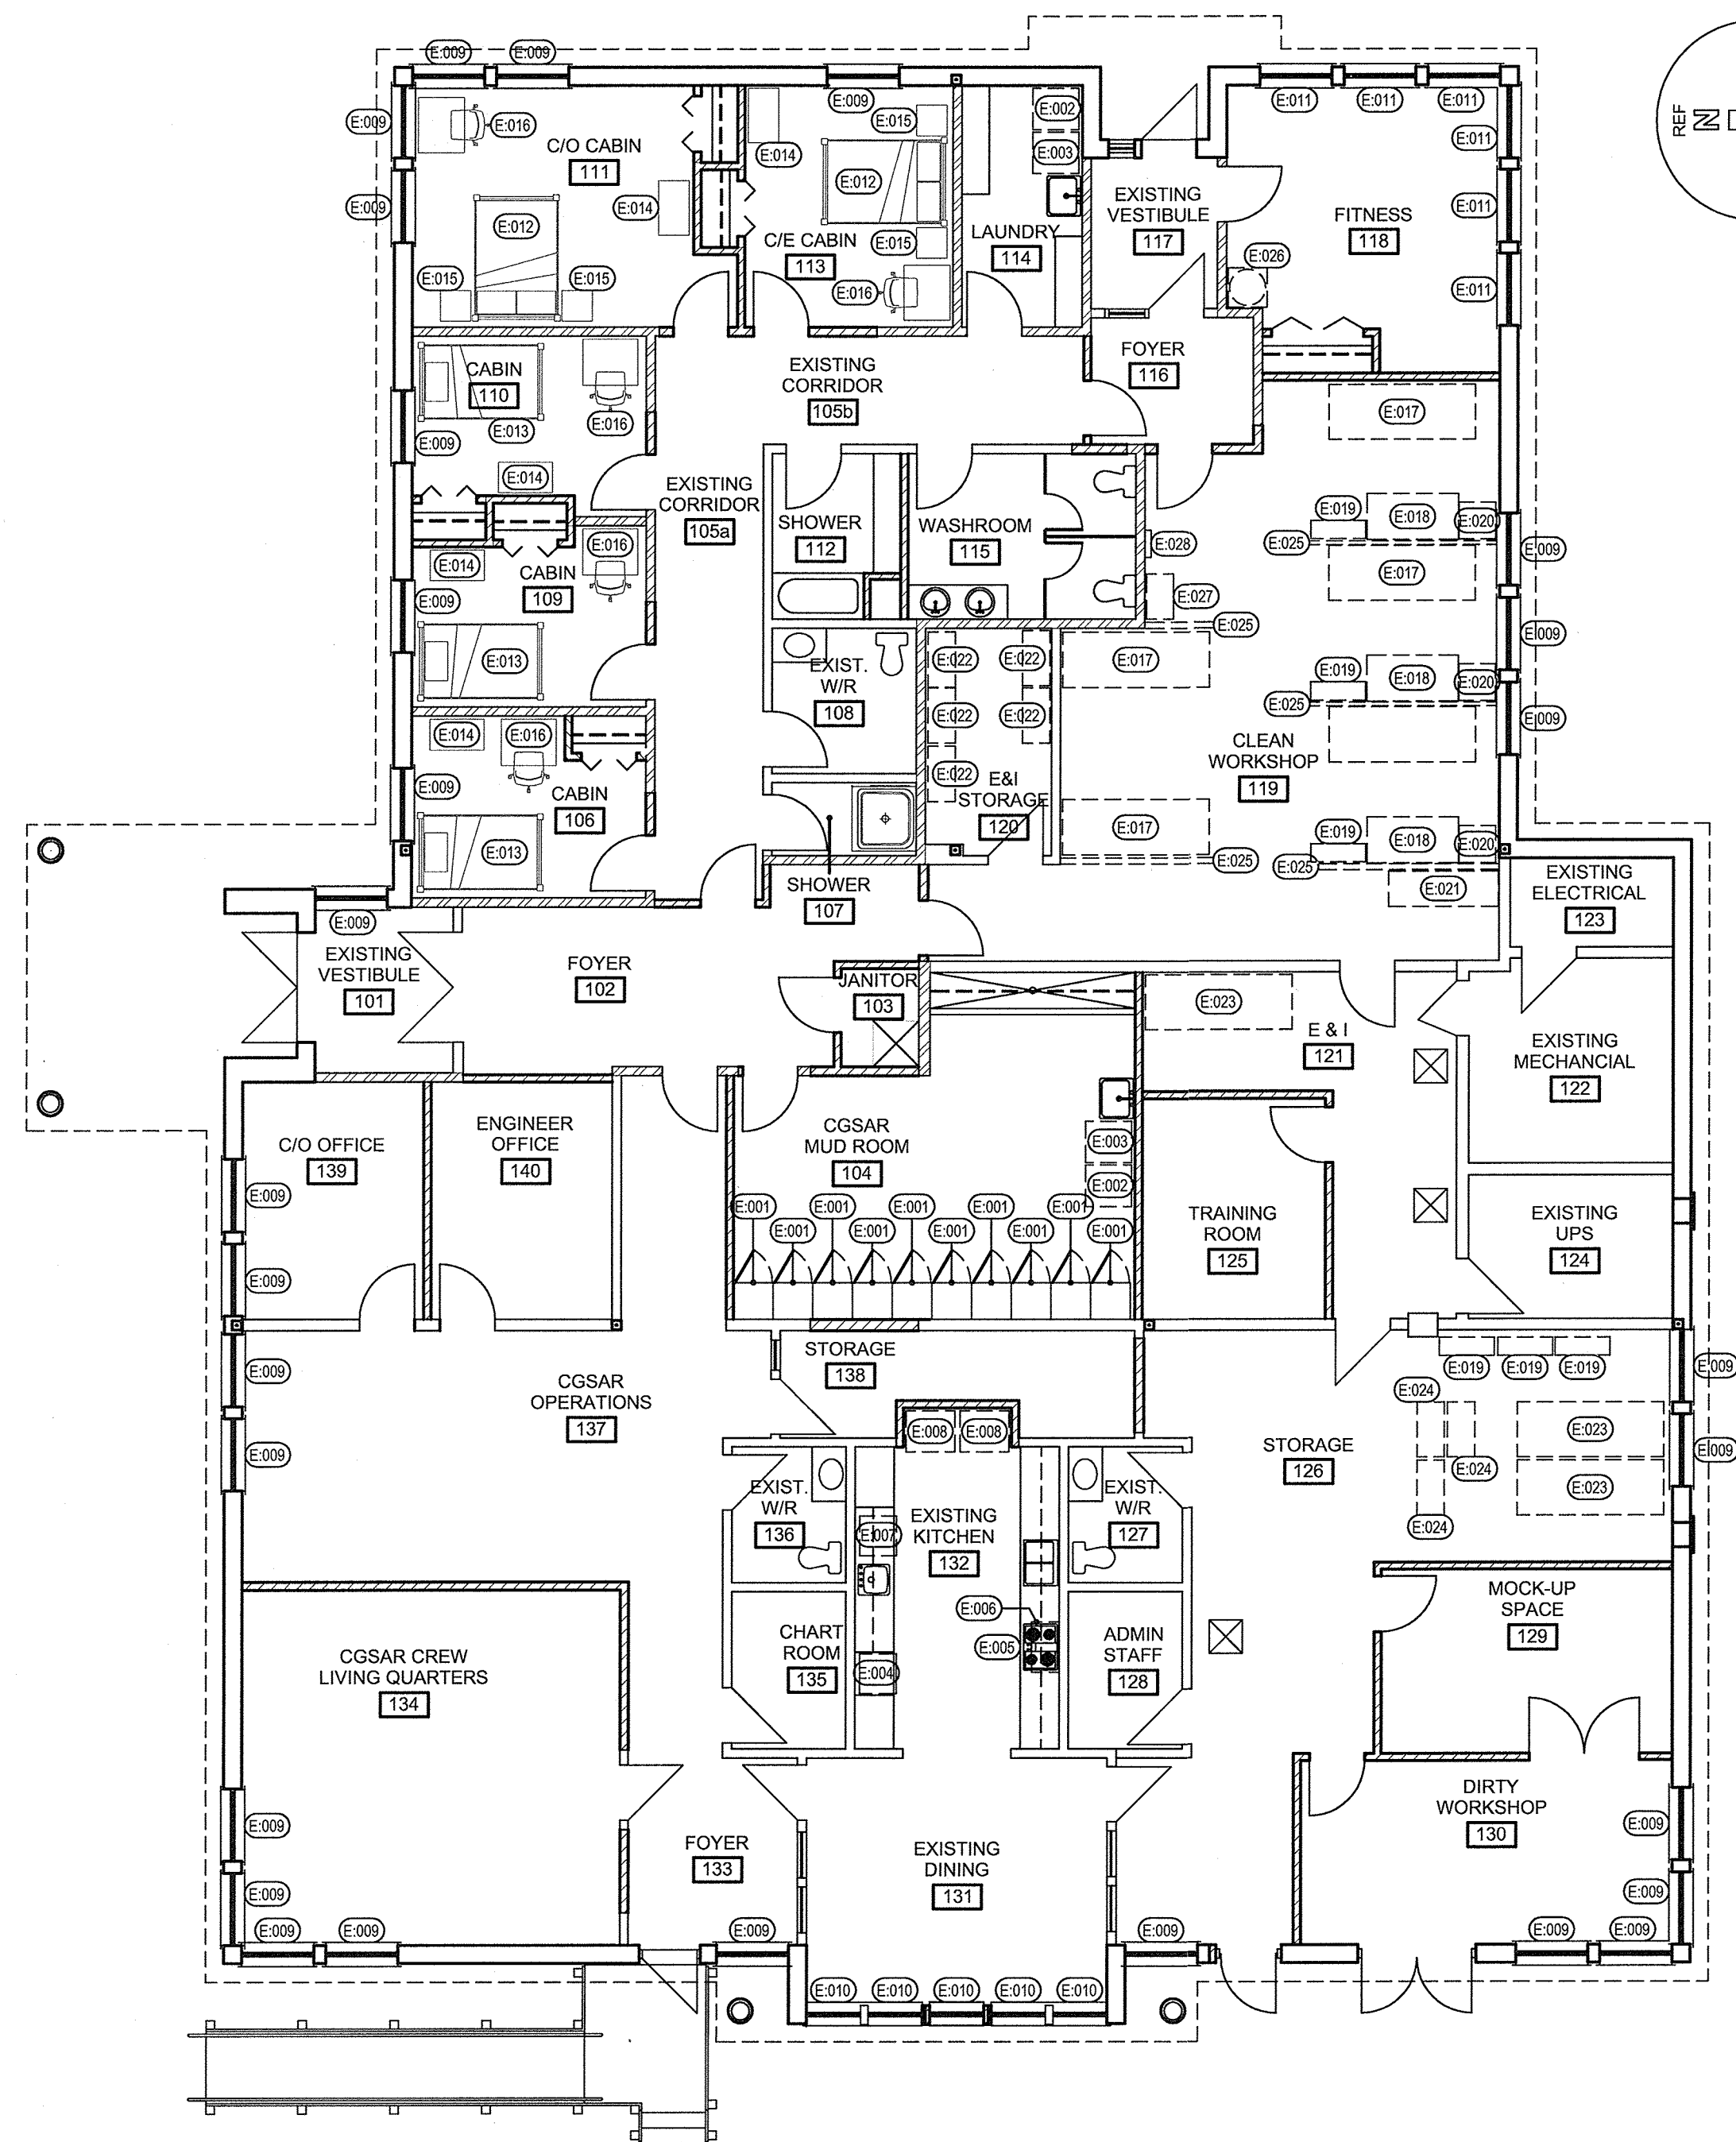 E:009
E:009
REF
N
E:009
E:016
C/O CABIN
111
E:014
E:009
E:015
E:002
E:003
E:011
E:011
E:011
E:011
E:009
E:012
E:014
E:012
EXISTING
VESTIBULE
117
E:011
FITNESS
118
E:015
E:015
C/E CABIN
113
E:015
E:016
LAUNDRY
114
E:026
E:011
CABIN
110
E:013
E:016
E:009
E:014
EXISTING
CORRIDOR
105b
FOYER
116
E:017
EXISTING
CORRIDOR
105a
SHOWER
112
WASHROOM
115
E:028
E:019
E:018
E:020
E:025
E:009
E:017
E:014
CABIN
109
E:016
E:009
E:013
E:027
E:025
E:009
EXIST.
W/R
108
E:022
E:022
E:017
E:019
E:018
E:020
E:025
E:022
E:022
E:009
E:014
E:016
E:009
CABIN
106
E:013
E:022
E&I
STORAGE
120
CLEAN
WORKSHOP
119
E:017
E:025
E:019
E:018
E:020
E:025
E:021
SHOWER
107
EXISTING
ELECTRICAL
123
E:009
EXISTING
VESTIBULE
101
FOYER
102
JANITOR
103
E:023
E & I
121
EXISTING
MECHANCIAL
122
C/O OFFICE
139
ENGINEER
OFFICE
140
CGSAR
MUD ROOM
104
E:003
E:002
E:009
E:009
E:001
E:001
E:001
E:001
E:001
E:001
E:001
E:001
E:001
E:001
TRAINING
ROOM
125
EXISTING
UPS
124
STORAGE
138
E:009
E:009
CGSAR
OPERATIONS
137
E:019
E:019
E:019
E:009
E:024
E:008
E:008
E:023
E:009
STORAGE
126
E:024
E:023
E:024
EXIST.
W/R
136
E:007
EXISTING
KITCHEN
132
EXIST.
W/R
127
E:006
E:005
E:004
CHART
ROOM
135
ADMIN
STAFF
128
MOCK-UP
SPACE
129
CGSAR CREW
LIVING QUARTERS
134
DIRTY
WORKSHOP
130
E:009
E:009
E:009
E:009
FOYER
133
EXISTING
DINING
131
E:009
E:009
E:009
E:009
E:009
E:009
E:010
E:010
E:010
E:010
E:010